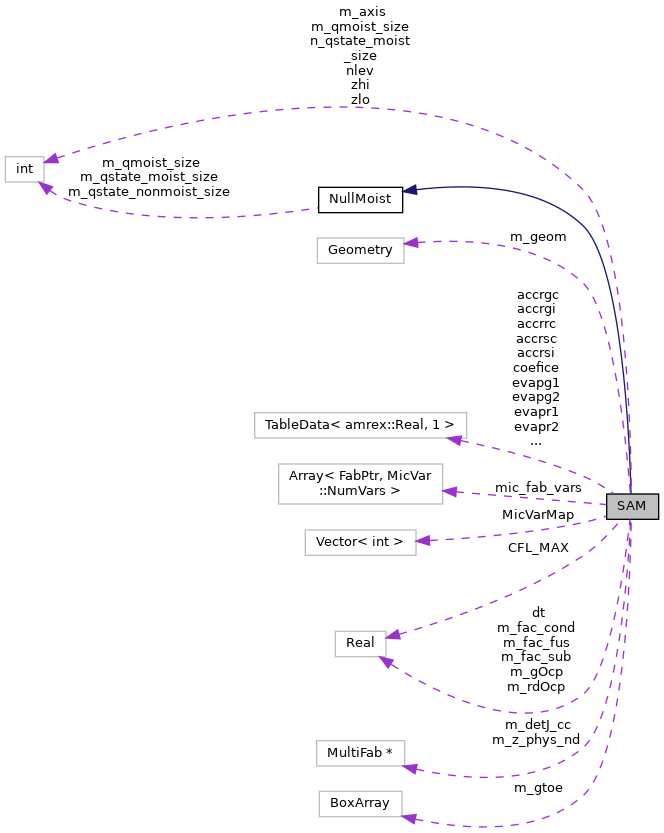 m_axis
m_qmoist_size
n_qstate_moist
_size
nlev
zhi
zlo
int
m_qmoist_size
m_qstate_moist_size
m_qstate_nonmoist_size
NullMoist
m_geom
Geometry
accrgc
accrgi
accrrc
accrsc
accrsi
coefice
evapg1
evapg2
evapr1
evapr2
...
TableData< amrex::Real, 1 >
Array< FabPtr, MicVar
::NumVars >
mic_fab_vars
SAM
MicVarMap
Vector< int >
CFL_MAX
dt
m_fac_cond
m_fac_fus
m_fac_sub
m_gOcp
m_rdOcp
Real
m_detJ_cc
m_z_phys_nd
MultiFab *
m_gtoe
BoxArray